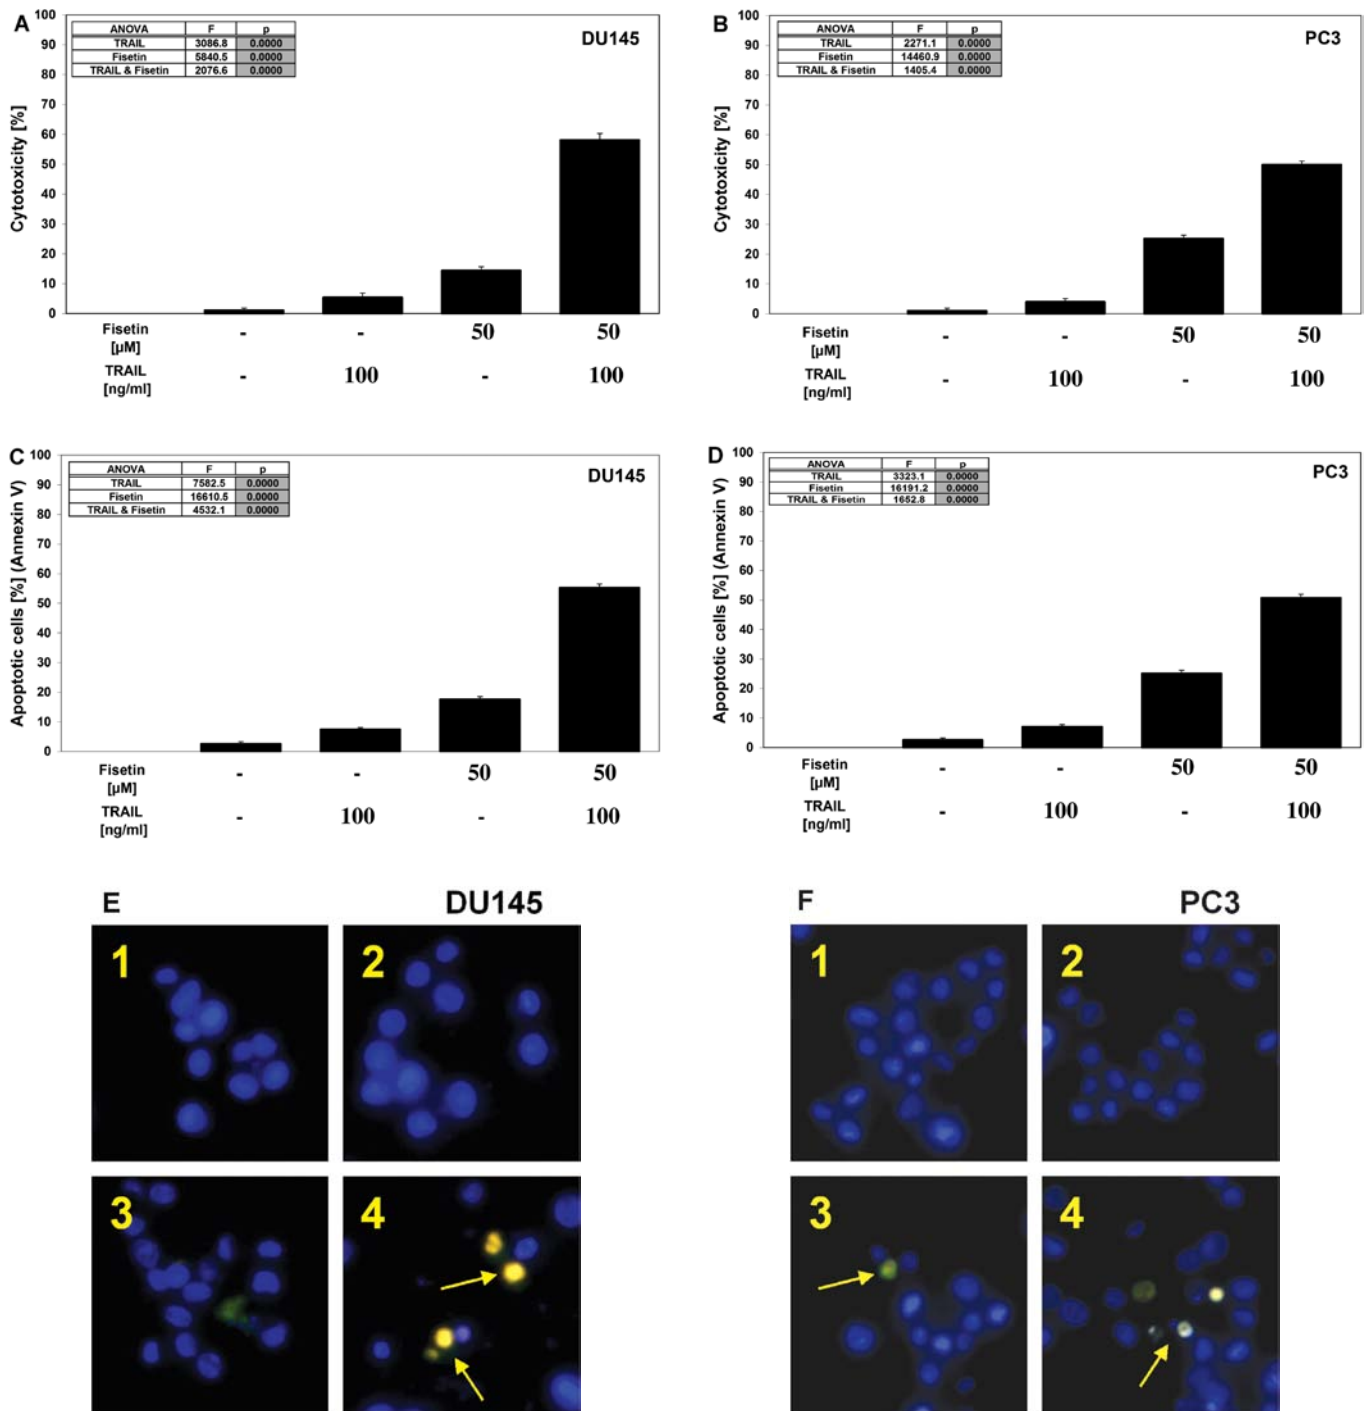 A
DU145
ANOVA F p
TRAIL 3086.8 0.0000
Fisetin 5840.5 0.0000
TRAIL & Fisetin 2076.6 0.0000
Cytotoxicity [%]
100
90
80
70
60
50
40
30
20
10
0
Fisetin - - 50 50
[µM]
TRAIL - 100 - 100
[ng/ml]
B
PC3
ANOVA F p
TRAIL 2271.1 0.0000
Fisetin 14460.9 0.0000
TRAIL & Fisetin 1405.4 0.0000
Cytotoxicity [%]
100
90
80
70
60
50
40
30
20
10
0
Fisetin - - 50 50
[µM]
TRAIL - 100 - 100
[ng/ml]
C
DU145
ANOVA F p
TRAIL 7582.5 0.0000
Fisetin 16610.5 0.0000
TRAIL & Fisetin 4532.1 0.0000
Apoptotic cells [%] (Annexin V)
100
90
80
70
60
50
40
30
20
10
0
Fisetin - - 50 50
[µM]
TRAIL - 100 - 100
[ng/ml]
D
PC3
ANOVA F p
TRAIL 3323.1 0.0000
Fisetin 16191.2 0.0000
TRAIL & Fisetin 1652.8 0.0000
Apoptotic cells [%] (Annexin V)
100
90
80
70
60
50
40
30
20
10
0
Fisetin - - 50 50
[µM]
TRAIL - 100 - 100
[ng/ml]
E DU145
1 2
3 4
F PC3
1 2
3 4